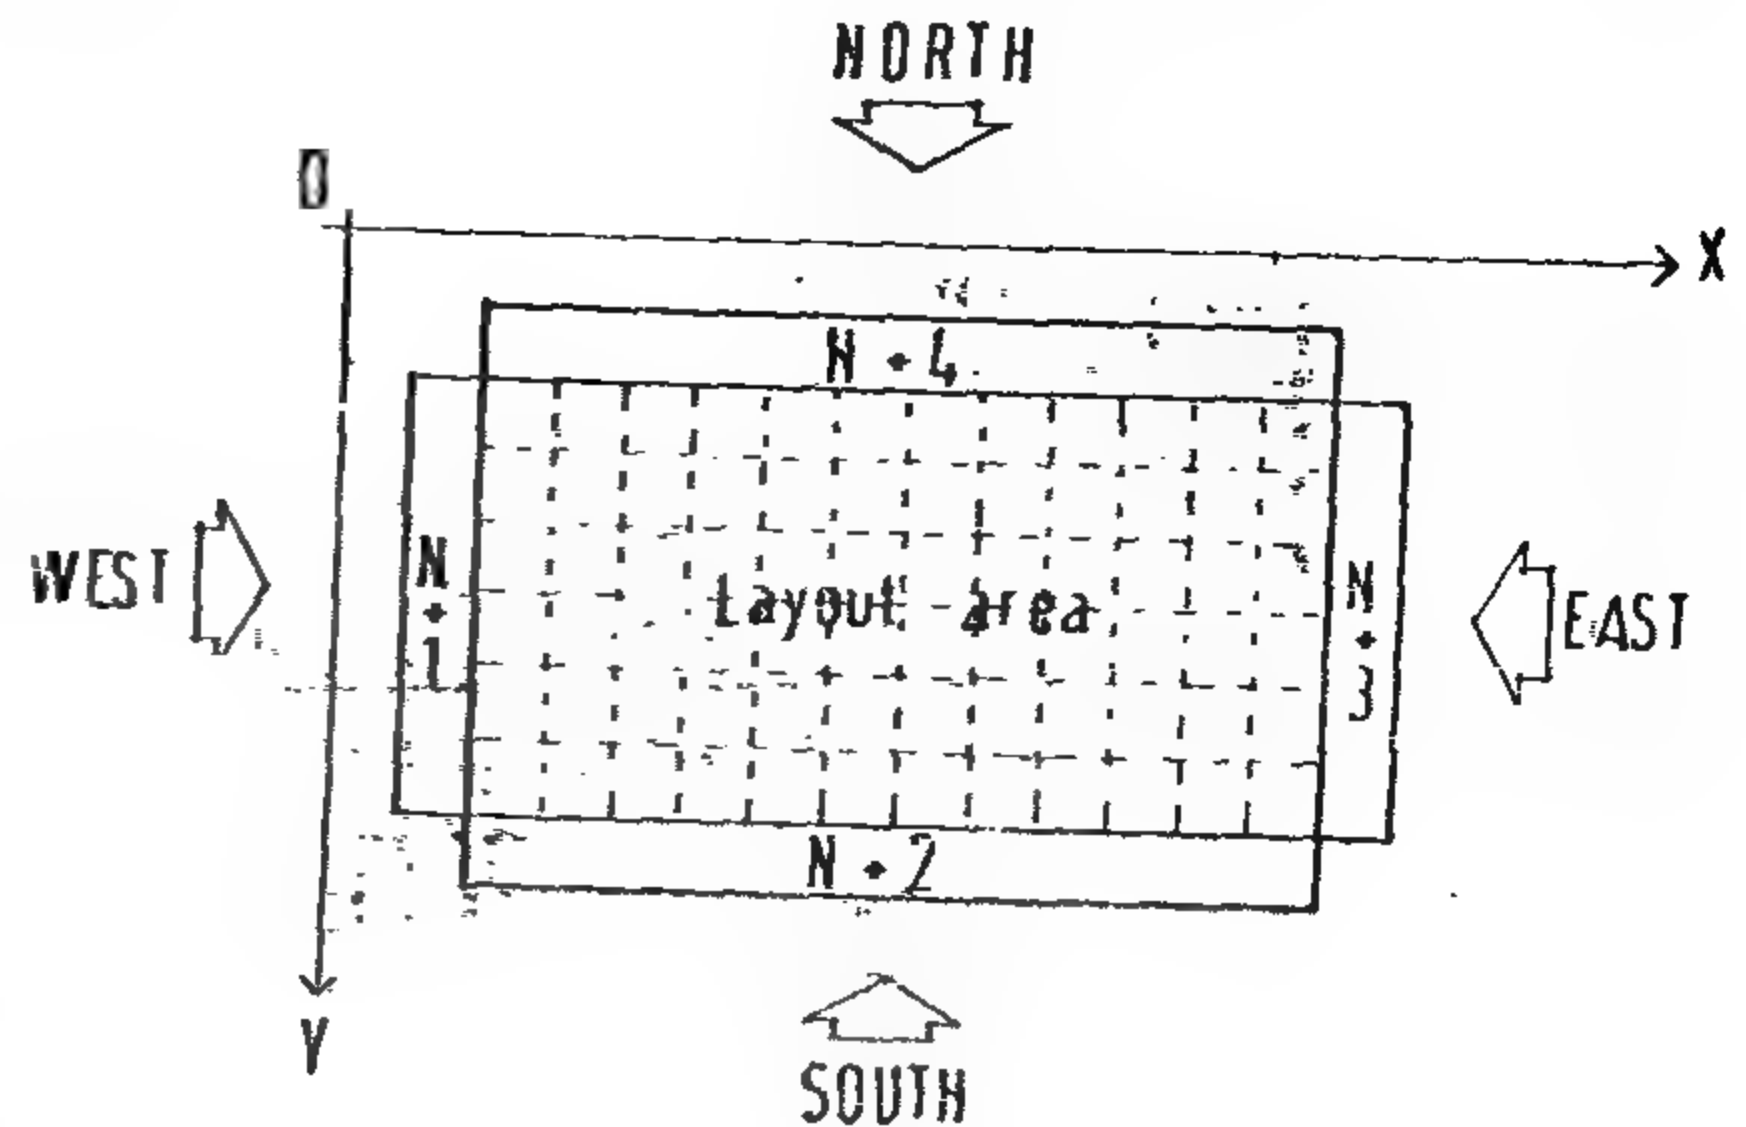 NORTH
0
X
N + 4
WEST
N + 1
Layout area
N + 3
EAST
N + 2
Y
SOUTH